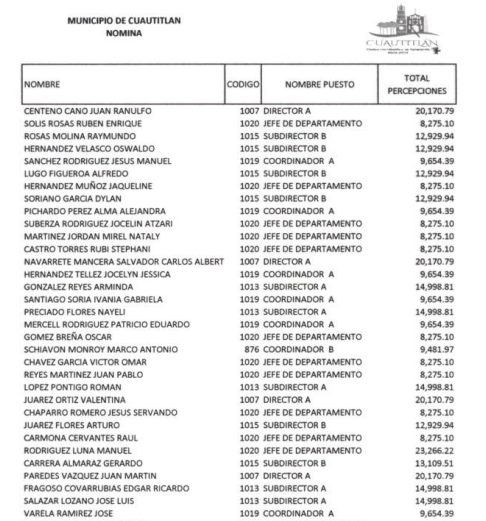 MUNICIPIO DE CUAUTITLAN
NOMINA
CUAUTITLAN
NOMBRE CODIGO NOMBRE PUESTO TOTAL PERCEPCIONES
CENTENO CANO JUAN RANULFO 1007 DIRECTOR A 20,170.79
SOLIS ROSAS RUBEN ENRIQUE 1020 JEFE DE DEPARTAMENTO 8,275.10
ROSAS MOLINA RAYMUNDO 1015 SUBDIRECTOR B 12,929.94
HERNANDEZ VELASCO OSWALDO 1015 SUBDIRECTOR B 12,929.94
SANCHEZ RODRIGUEZ JESUS MANUEL 1019 COORDINADOR A 9,654.39
LUGO FIGUEROA ALFREDO 1015 SUBDIRECTOR B 12,929.94
HERNANDEZ MUÑOZ JAQUELINE 1020 JEFE DE DEPARTAMENTO 8,275.10
SORIANO GARCIA DYLAN 1015 SUBDIRECTOR B 12,929.94
PICHARDO PEREZ ALMA ALEJANDRA 1019 COORDINADOR A 9,654.39
SUBERZA RODRIGUEZ JOCELIN ATZARI 1020 JEFE DE DEPARTAMENTO 8,275.10
MARTINEZ JORDAN MIREL NATALY 1020 JEFE DE DEPARTAMENTO 8,275.10
CASTRO TORRES RUBI STEPHANI 1020 JEFE DE DEPARTAMENTO 8,275.10
NAVARRETE MANCERA SALVADOR CARLOS ALBERT 1007 DIRECTOR A 20,170.79
HERNANDEZ TELLEZ JOCELYN JESSICA 1019 COORDINADOR A 9,654.39
GONZALEZ REYES ARMINDA 1013 SUBDIRECTOR A 14,998.81
SANTIAGO SORIA IVANIA GABRIELA 1019 COORDINADOR A 9,654.39
PRECIADO FLORES NAYELI 1013 SUBDIRECTOR A 14,998.81
MERCELL RODRIGUEZ PATRICIO EDUARDO 1019 COORDINADOR A 9,654.39
GOMEZ BREÑA OSCAR 1020 JEFE DE DEPARTAMENTO 8,275.10
SCHIAVON MONROY MARCO ANTONIO 876 COORDINADOR B 9,481.97
CHAVEZ GARCIA VICTOR OMAR 1020 JEFE DE DEPARTAMENTO 8,275.10
REYES MARTINEZ JUAN PABLO 1020 JEFE DE DEPARTAMENTO 8,275.10
LOPEZ PONTIGO ROMAN 1013 SUBDIRECTOR A 14,998.81
JUAREZ ORTIZ VALENTINA 1007 DIRECTOR A 20,170.79
CHAPARRO ROMERO JESUS SERVANDO 1020 JEFE DE DEPARTAMENTO 8,275.10
JUAREZ FLORES ARTURO 1015 SUBDIRECTOR B 12,929.94
CARMONA CERVANTES RAUL 1020 JEFE DE DEPARTAMENTO 8,275.10
RODRIGUEZ LUNA MANUEL 1020 JEFE DE DEPARTAMENTO 23,266.22
CARRERA ALMARAZ GERARDO 1015 SUBDIRECTOR B 13,109.51
PAREDES VAZQUEZ JUAN MARTIN 1007 DIRECTOR A 20,170.79
FRAGOSO COVARRUBIAS EDGAR RICARDO 1013 SUBDIRECTOR A 14,998.81
SALAZAR LOZANO JOSE LUIS 1013 SUBDIRECTOR A 14,998.81
VARELA RAMIREZ JOSE 1019 COORDINADOR A 9,654.39